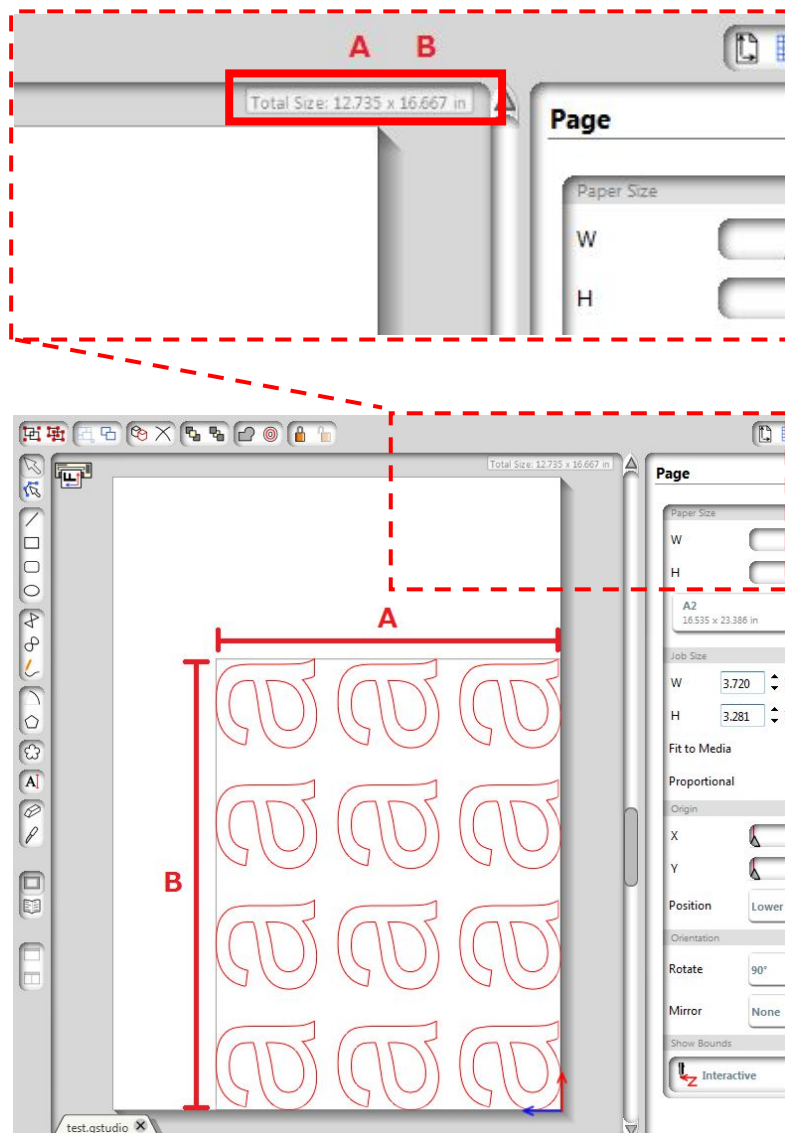 A B
Total Size: 12.735 x 16.667 in
Page
Paper Size
W
H
Total Size: 12.735 x 16.667 in
Page
Paper Size
W
H
A2
16.535 x 23.386 in
Job Size
W 3.720
H 3.281
Fit to Media
Proportional
Origin
X
Y
Position Lower
Orientation
Rotate 90°
Mirror None
Show Bounds
Interactive
A
B
a a a
a a a
a a a
a a a
A
F
Z
test.gstudio